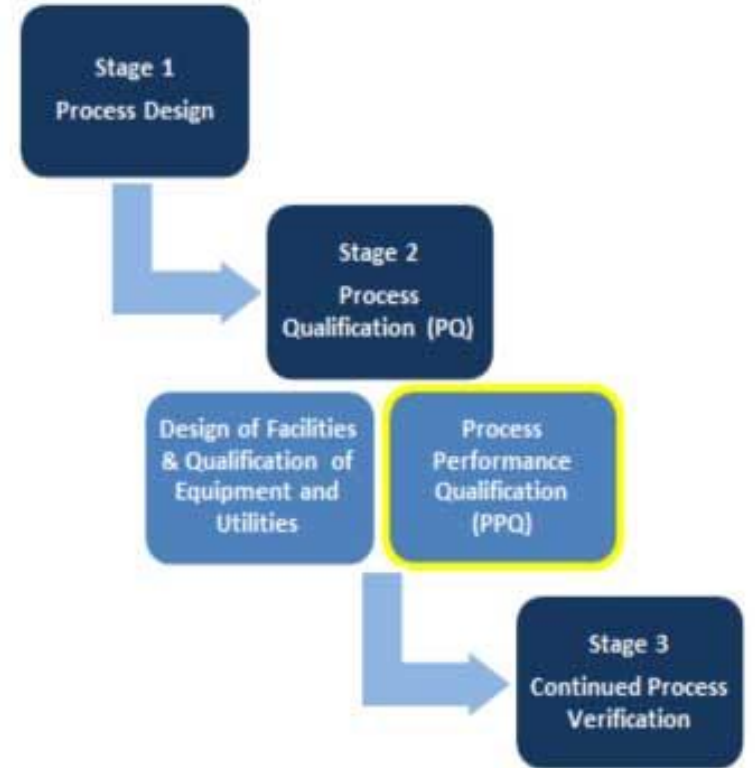 Stage 1
Process Design
Stage 2
Process
Qualification (PQ)
Design of Facilities
& Qualification of
Equipment and
Utilities
Process
Performance
Qualification
(PPQ)
Stage 3
Continued Process
Verification